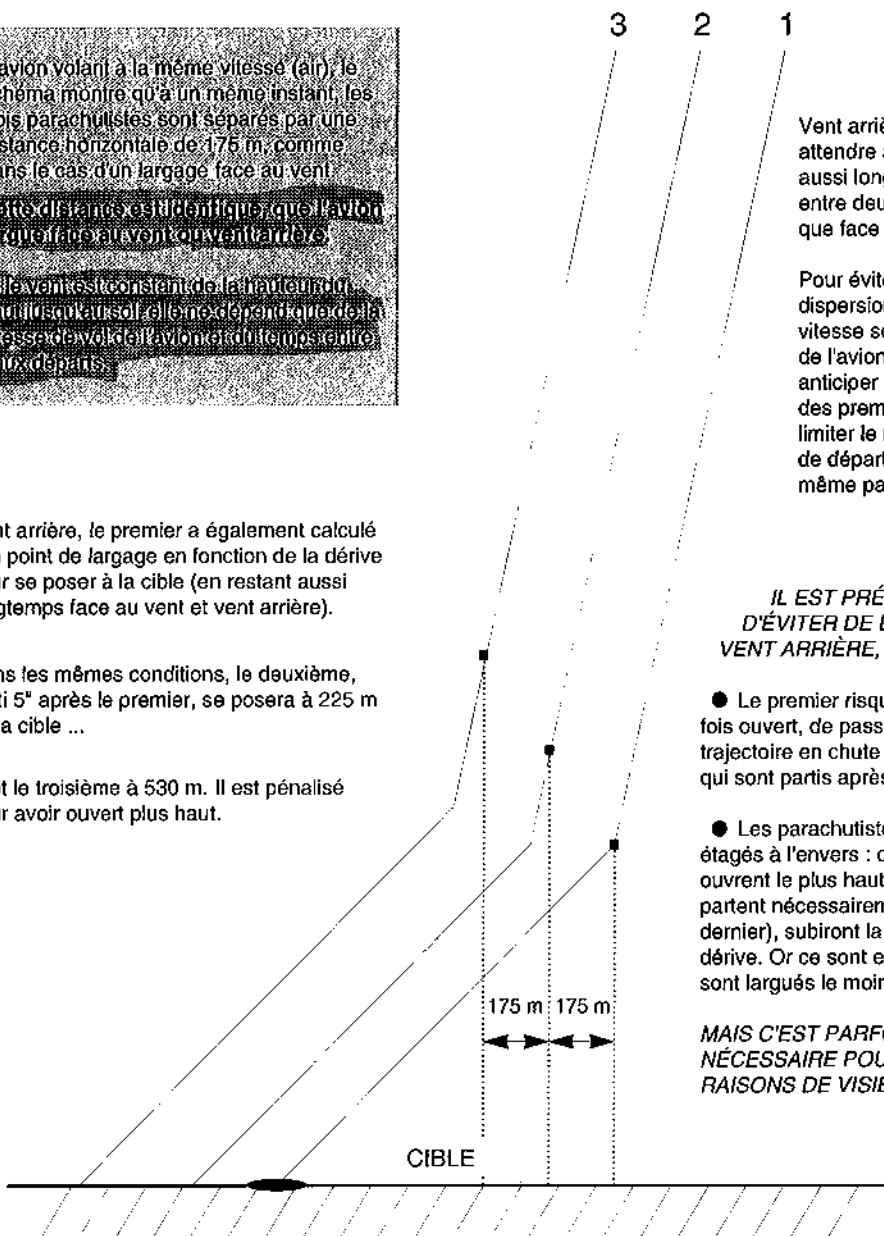 3 2 1
avion volant à la même vitesse (air), le
héma montre qu'à un même instant, les
ois parachutistes sont séparés par une
stance horizontale de 175 m, comme
ans le cas d'un largage face au vent
ette distance est identique, que l'avion
rgue face au vent ou vent arrière.
le vent est constant de la hauteur du
aut jusqu'au sol, elle ne dépend que de la
esse de vol de l'avion et du temps entre
ux départs.
Vent arriè
attendre a
aussi long
entre deu
que face
Pour évite
dispersion
vitesse so
de l'avion
anticiper
des prem
limiter le
de départ
même pa
nt arrière, le premier a également calculé
point de largage en fonction de la dérive
ur se poser à la cible (en restant aussi
gtemps face au vent et vent arrière).
ns les mêmes conditions, le deuxième,
ti 5" après le premier, se posera à 225 m
a cible ...
t le troisième à 530 m. Il est pénalisé
ur avoir ouvert plus haut.
IL EST PRÉ
D'ÉVITER DE
VENT ARRIÈRE,
● Le premier risqu
fois ouvert, de pass
trajectoire en chute
qui sont partis après
● Les parachutiste
étagés à l'envers : c
ouvrent le plus haut
partent nécessairem
dernier), subiront la
dérive. Or ce sont e
sont largués le moin
MAIS C'EST PARFO
NÉCESSAIRE POU
RAISONS DE VISIB
175 m 175 m
CIBLE